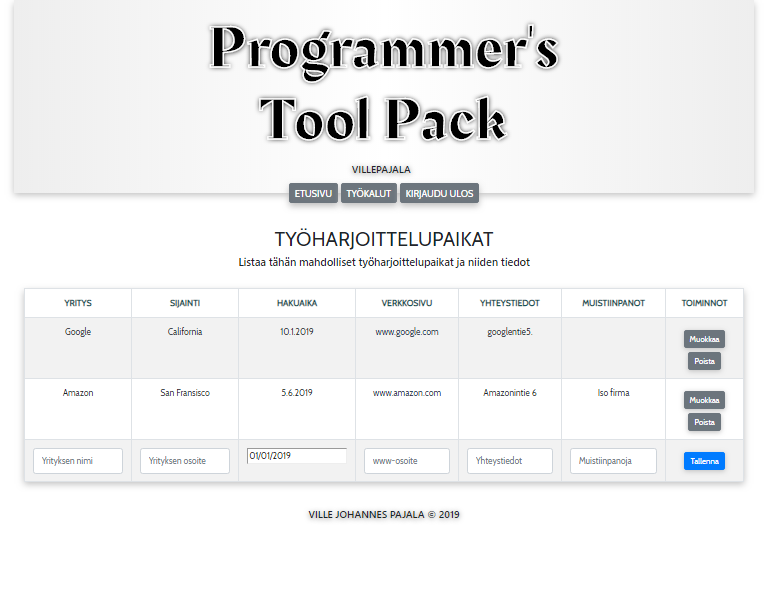 Programmer's
Tool Pack
VILLEPAJALA
ETUSIVU TYÖKALUT KIRJAUDU ULOS
TYÖHARJOITTELUPAIKAT
Listaa tähän mahdolliset työharjoittelupaikat ja niiden tiedot
YRITYS SIJAINTI HAKUAIKA VERKKOSIVU YHTEYSTIEDOT MUISTIINPANOT TOIMINNOT
Google California 10.1.2019 www.google.com googlentie5. Muokkaa
Poista
Amazon San Fransisco 5.6.2019 www.amazon.com Amazonintie 6 Iso firma Muokkaa
Poista
Yrityksen nimi Yrityksen osoite 01/01/2019 www-osoite Yhteystiedot Muistiinpanoja Tallenna
VILLE JOHANNES PAJALA © 2019